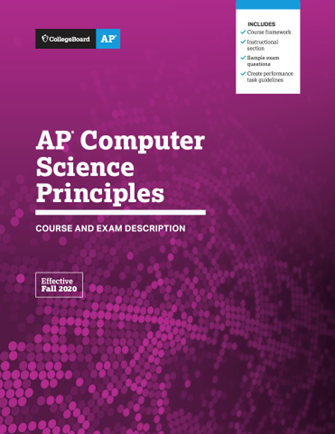 CollegeBoard
AP®
INCLUDES
✓ Course framework
✓ Instructional
section
✓ Sample exam
questions
✓ Create performance
task guidelines
AP® Computer
Science
Principles
COURSE AND EXAM DESCRIPTION
Effective
Fall 2020